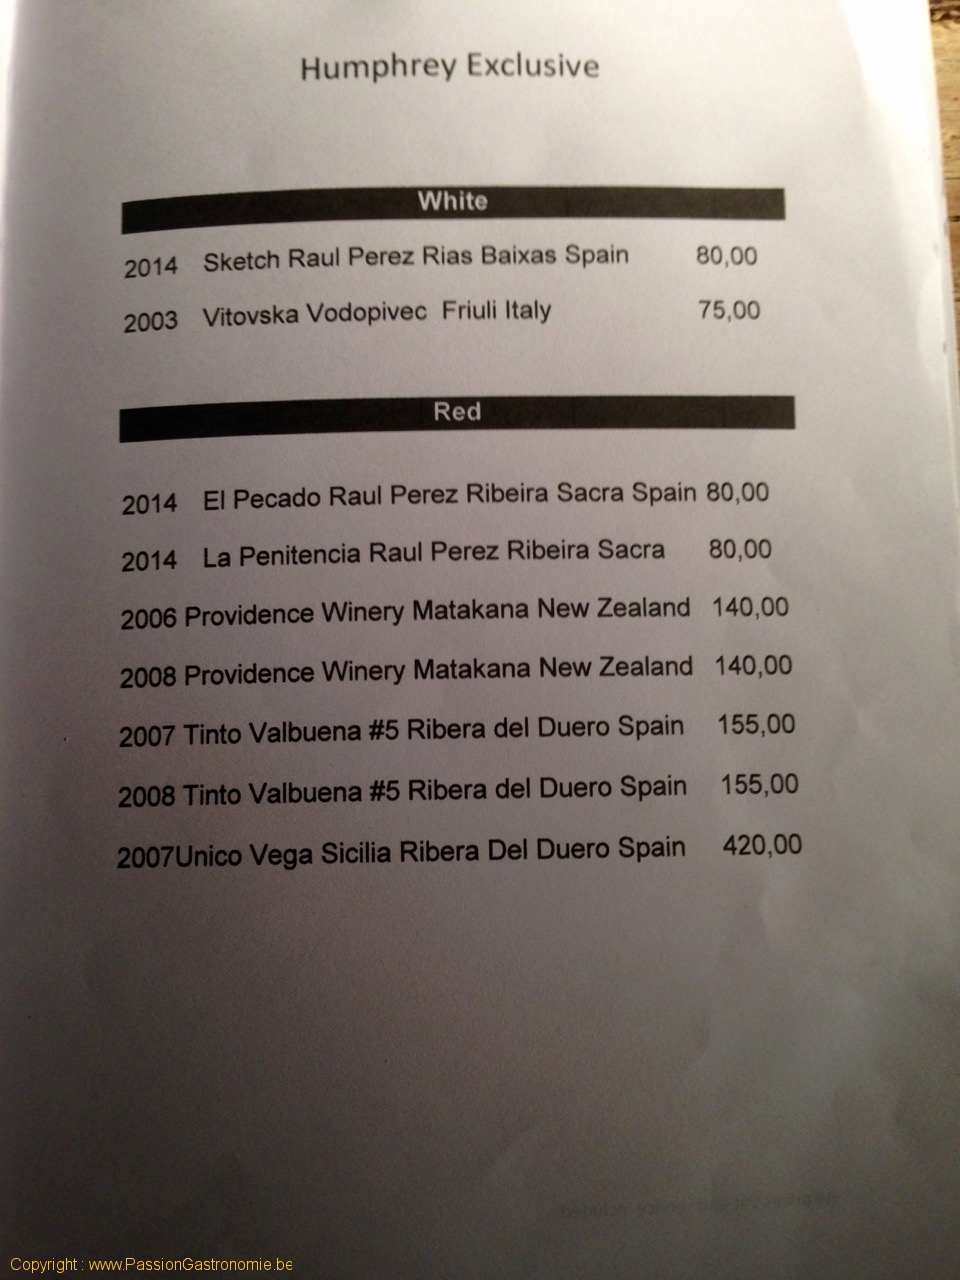 Humphrey Exclusive
White
2014 Sketch Raul Perez Rias Baixas Spain 80,00
2003 Vitovska Vodopivec Friuli Italy 75,00
Red
2014 El Pecado Raul Perez Ribeira Sacra Spain 80,00
2014 La Penitencia Raul Perez Ribeira Sacra 80,00
2006 Providence Winery Matakana New Zealand 140,00
2008 Providence Winery Matakana New Zealand 140,00
2007 Tinto Valbuena #5 Ribera del Duero Spain 155,00
2008 Tinto Valbuena #5 Ribera del Duero Spain 155,00
2007Unico Vega Sicilia Ribera Del Duero Spain 420,00
Copyright : www.PassionGastronomie.be